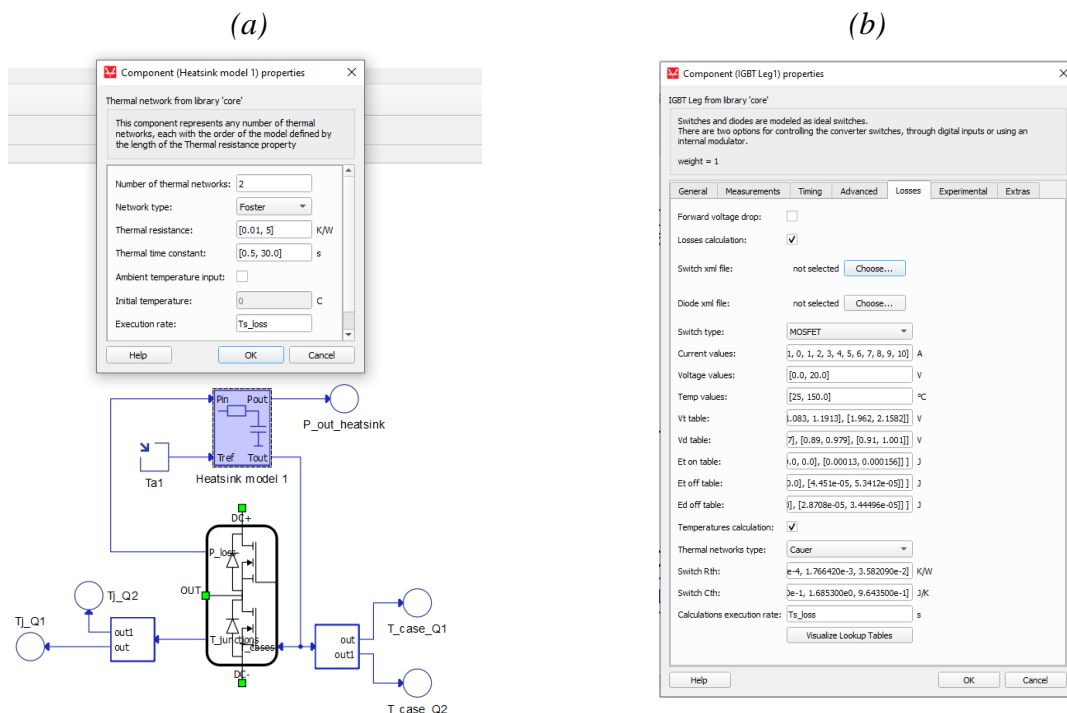 (a)
Component (Heatsink model 1) properties
Thermal network from library 'core'
This component represents any number of thermal
networks, each with the order of the model defined by
the length of the Thermal resistance property
Number of thermal networks: 2
Network type: Foster
Thermal resistance: [0.01, 5] K/W
Thermal time constant: [0.5, 30.0] s
Ambient temperature input:
Initial temperature: 0 C
Execution rate: Ts_loss
Help OK Cancel
Pin Pout
P_out_heatsink
Tref Tout
Ta1 Heatsink model 1
DC+
P_loss
OUT
Tj_Q2
Tj_Q1
out1
out
T_junctions
_cases
out
out1
T_case_Q1
DC-
T_case_Q2
(b)
Component (IGBT Leg1) properties
IGBT Leg from library 'core'
Switches and diodes are modeled as ideal switches.
There are two options for controlling the converter switches, through digital inputs or using an
internal modulator.
weight = 1
General Measurements Timing Advanced Losses Experimental Extras
Forward voltage drop:
Losses calculation:
Switch xml file: not selected Choose...
Diode xml file: not selected Choose...
Switch type: MOSFET
Current values: 1, 0, 1, 2, 3, 4, 5, 6, 7, 8, 9, 10] A
Voltage values: [0.0, 20.0] V
Temp values: [25, 150.0] ºC
Vt table: 1.083, 1.1913], [1.962, 2.1582]] V
Vd table: 7], [0.89, 0.979], [0.91, 1.001]] V
Et on table: 0.0, 0.0], [0.00013, 0.000156]] ] J
Et off table: 0.0], [4.451e-05, 5.3412e-05]] ] J
Ed off table: 0], [2.8708e-05, 3.44496e-05]] ] J
Temperatures calculation:
Thermal networks type: Cauer
Switch Rth: e-4, 1.766420e-3, 3.582090e-2] K/W
Switch Cth: 0e-1, 1.685300e0, 9.643500e-1] J/K
Calculations execution rate: Ts_loss s
Visualize Lookup Tables
Help OK Cancel